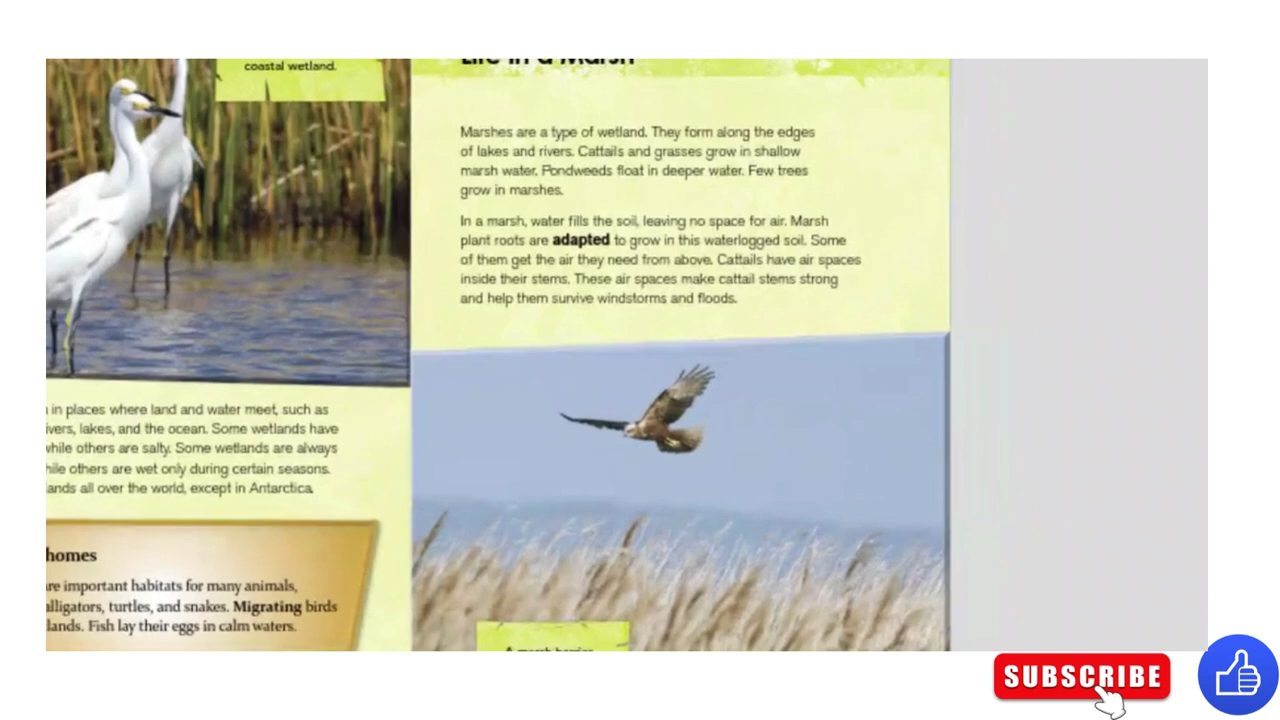 coastal wetland.
in places where land and water meet, such as
ivers, lakes, and the ocean. Some wetlands have
while others are salty. Some wetlands are always
hile others are wet only during certain seasons.
lands all over the world, except in Antarctica.
homes
re important habitats for many animals,
alligators, turtles, and snakes. Migrating birds
lands. Fish lay their eggs in calm waters.
Life in a Marsh
Marshes are a type of wetland. They form along the edges
of lakes and rivers. Cattails and grasses grow in shallow
marsh water. Pondweeds float in deeper water. Few trees
grow in marshes.
In a marsh, water fills the soil, leaving no space for air. Marsh
plant roots are adapted to grow in this waterlogged soil. Some
of them get the air they need from above. Cattails have air spaces
inside their stems. These air spaces make cattail stems strong
and help them survive windstorms and floods.
A marsh harrier
SUBSCRIBE